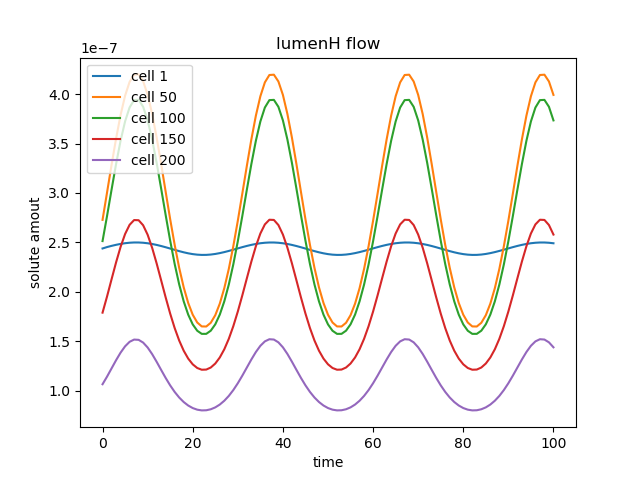 lumenH flow
1e−7
cell 1
cell 50
cell 100
cell 150
cell 200
4.0
3.5
3.0
2.5
2.0
1.5
1.0
solute amout
0
20
40
60
80
100
time